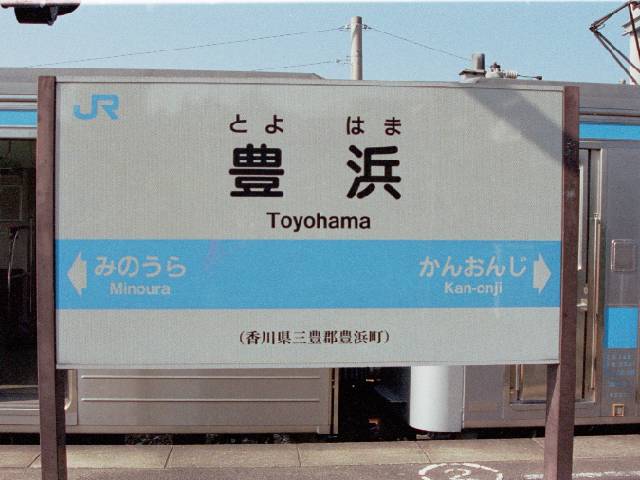 JR
とよ はま
豊 浜
Toyohama
みのうら かんおんじ
Minoura Kan-onji
(香川県三豊郡豊浜町)